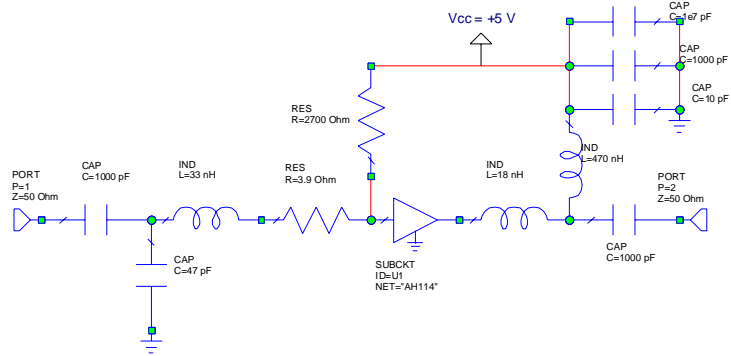 Vcc = +5 V
CAP
C=1e7 pF
CAP
C=1000 pF
CAP
C=10 pF
RES
R=2700 Ohm
IND
L=470 nH
PORT
P=1
Z=50 Ohm
CAP
C=1000 pF
IND
L=33 nH
RES
R=3.9 Ohm
IND
L=18 nH
PORT
P=2
Z=50 Ohm
CAP
C=47 pF
SUBCKT
ID=U1
NET="AH114"
CAP
C=1000 pF